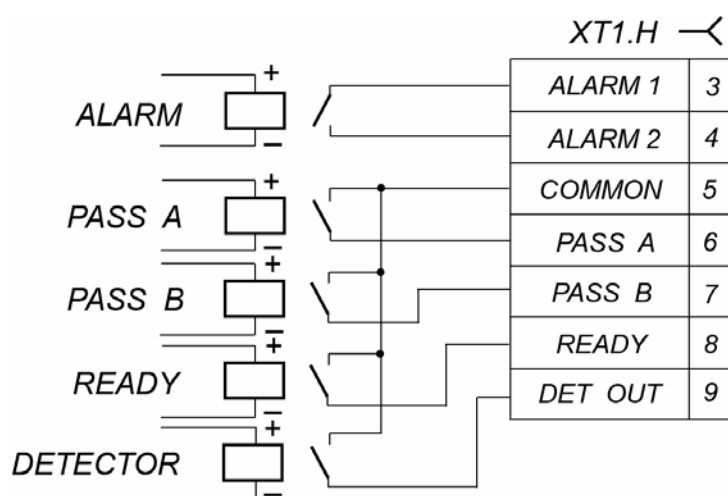 XT1.H
+
ALARM
−
ALARM 1 3
ALARM 2 4
+
PASS A
−
COMMON 5
PASS A 6
+
PASS B
−
PASS B 7
+
READY
−
READY 8
+
DETECTOR
−
DET OUT 9